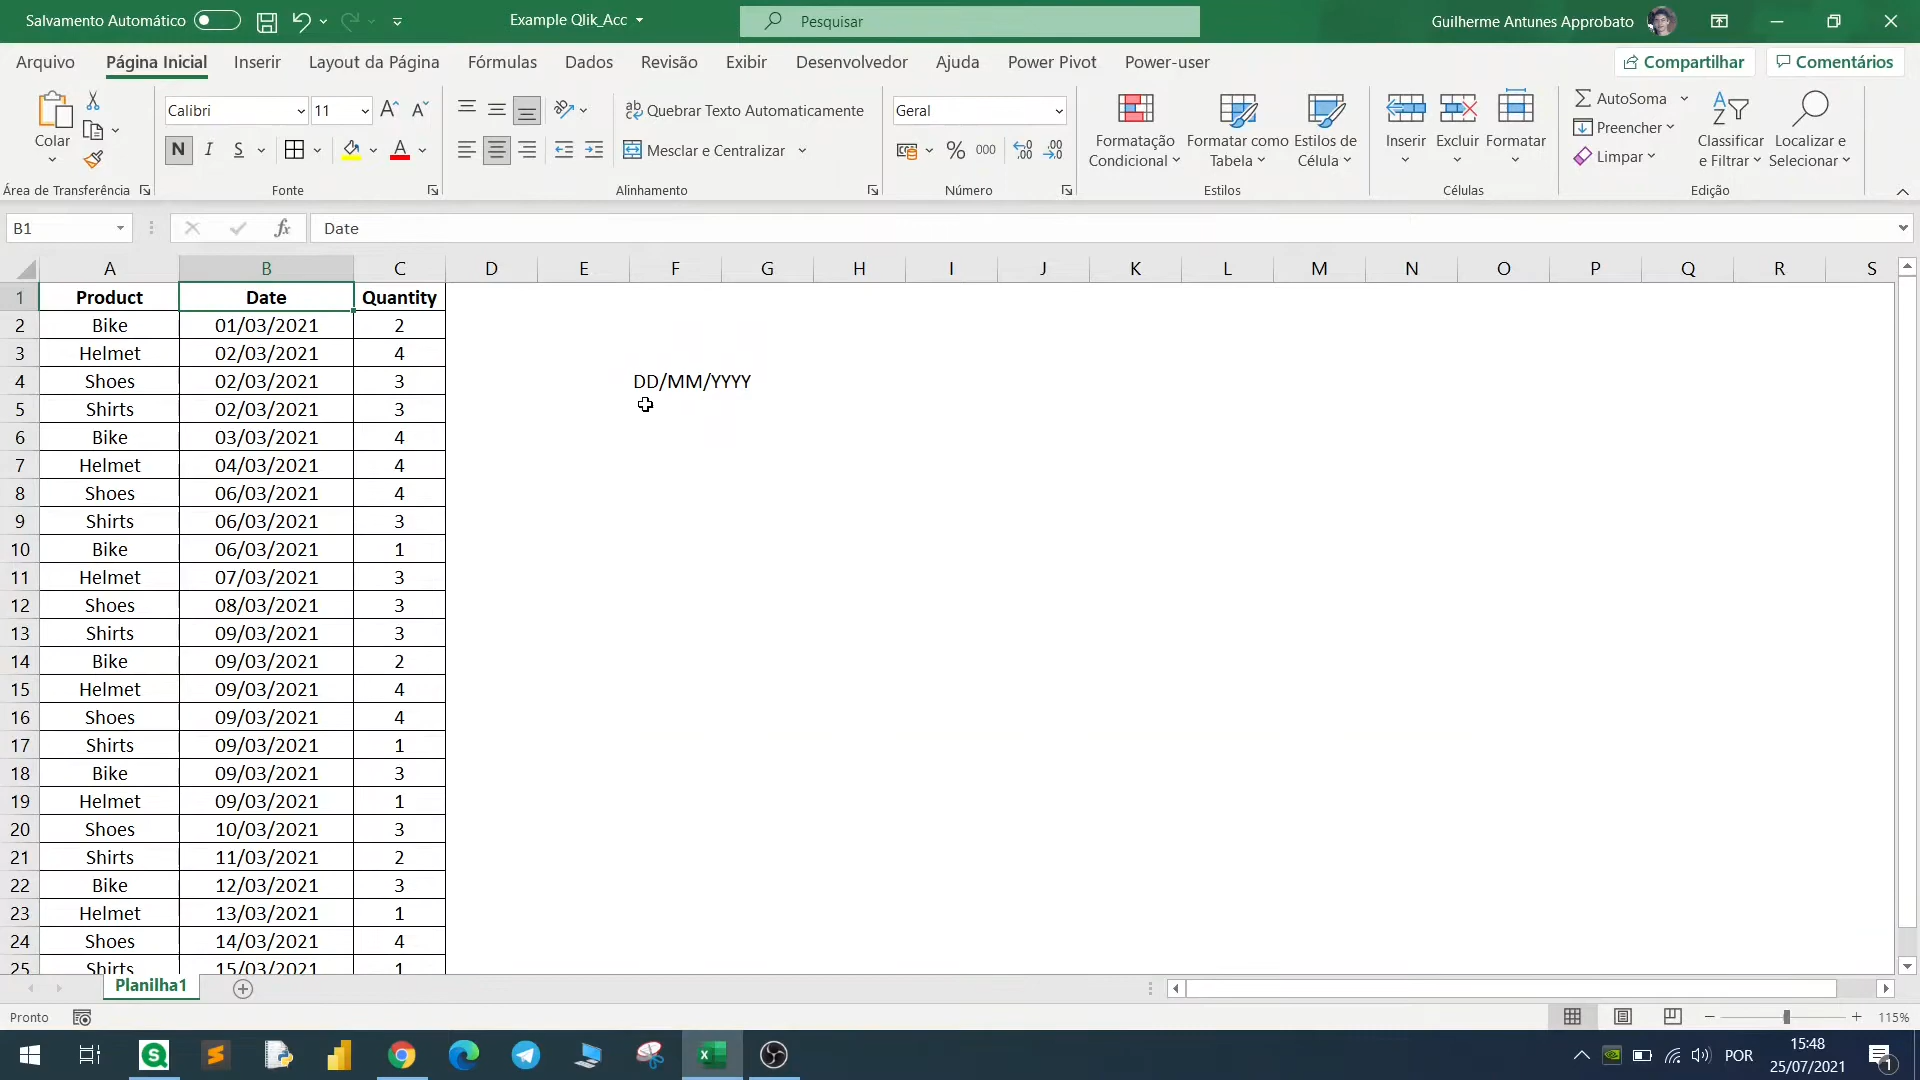 Salvamento Automático
Example Qlik_Acc
Pesquisar
Guilherme Antunes Approbato
Arquivo Página Inicial Inserir Layout da Página Fórmulas Dados Revisão Exibir Desenvolvedor Ajuda Power Pivot Power-user
Compartilhar
Comentários
Colar
Calibri 11
N I S
Quebrar Texto Automaticamente
Mesclar e Centralizar
Geral
% 000
Formatação Condicional
Formatar como Tabela
Estilos de Célula
Inserir Excluir Formatar
AutoSoma
Preencher
Limpar
Classificar e Filtrar
Localizar e Selecionar
Área de Transferência Fonte Alinhamento Número Estilos Células Edição
B1 fx Date
A B C D E F G H I J K L M N O P Q R S
1 Product Date Quantity
2 Bike 01/03/2021 2
3 Helmet 02/03/2021 4
4 Shoes 02/03/2021 3 DD/MM/YYYY
5 Shirts 02/03/2021 3
6 Bike 03/03/2021 4
7 Helmet 04/03/2021 4
8 Shoes 06/03/2021 4
9 Shirts 06/03/2021 3
10 Bike 06/03/2021 1
11 Helmet 07/03/2021 3
12 Shoes 08/03/2021 3
13 Shirts 09/03/2021 3
14 Bike 09/03/2021 2
15 Helmet 09/03/2021 4
16 Shoes 09/03/2021 4
17 Shirts 09/03/2021 1
18 Bike 09/03/2021 3
19 Helmet 09/03/2021 1
20 Shoes 10/03/2021 3
21 Shirts 11/03/2021 2
22 Bike 12/03/2021 3
23 Helmet 13/03/2021 1
24 Shoes 14/03/2021 4
25 Shirts 15/03/2021 1
Planilha1
Pronto
115%
POR
15:48
25/07/2021
1